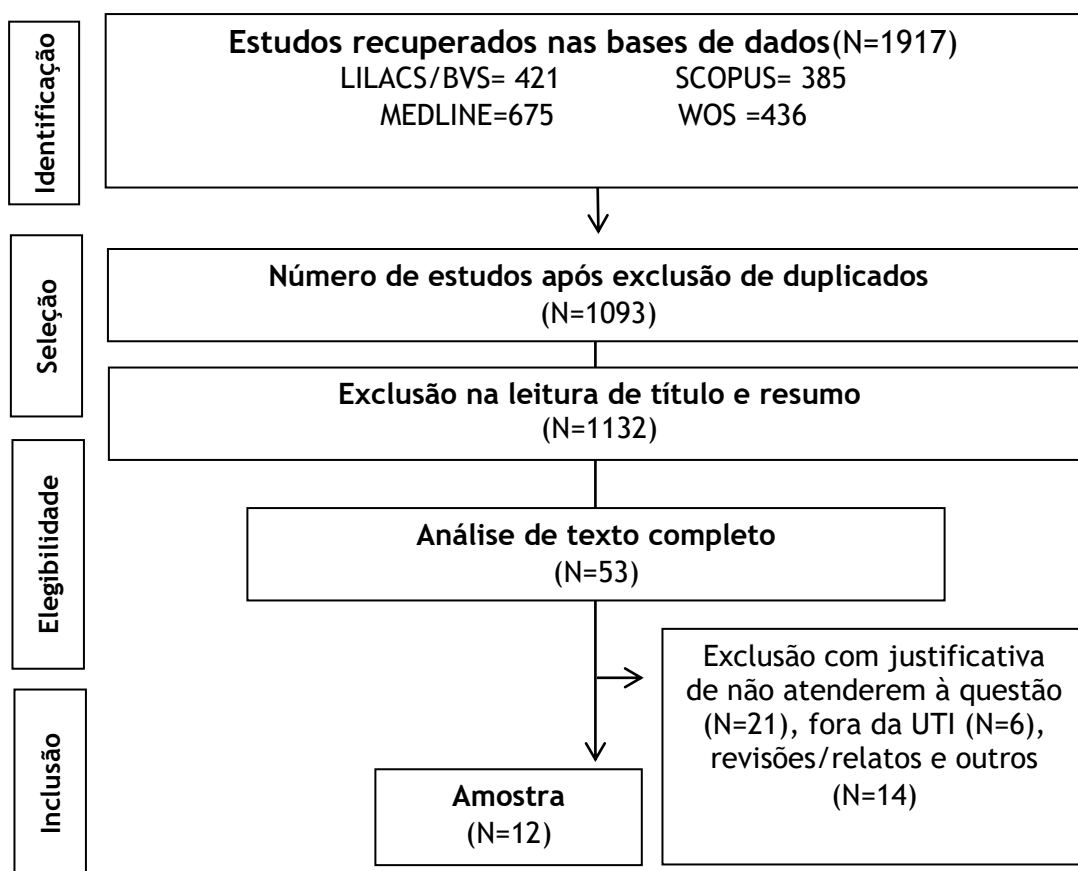 Identificação
Estudos recuperados nas bases de dados(N=1917)
LILACS/BVS= 421 SCOPUS= 385
MEDLINE=675 WOS =436
Seleção
Número de estudos após exclusão de duplicados
(N=1093)
Exclusão na leitura de título e resumo
(N=1132)
Elegibilidade
Análise de texto completo
(N=53)
Exclusão com justificativa
de não atenderem à questão
(N=21), fora da UTI (N=6),
revisões/relatos e outros
(N=14)
Inclusão
Amostra
(N=12)